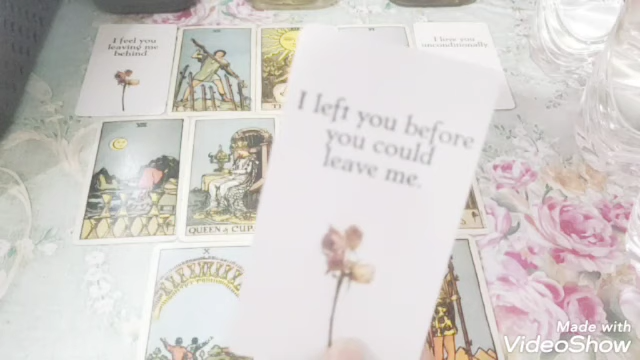 I feel you
leaving me
behind
I love you
unconditionally
I left you before
you could
leave me.
VIII
QUEEN of CUPS
X
Made with
VideoShow